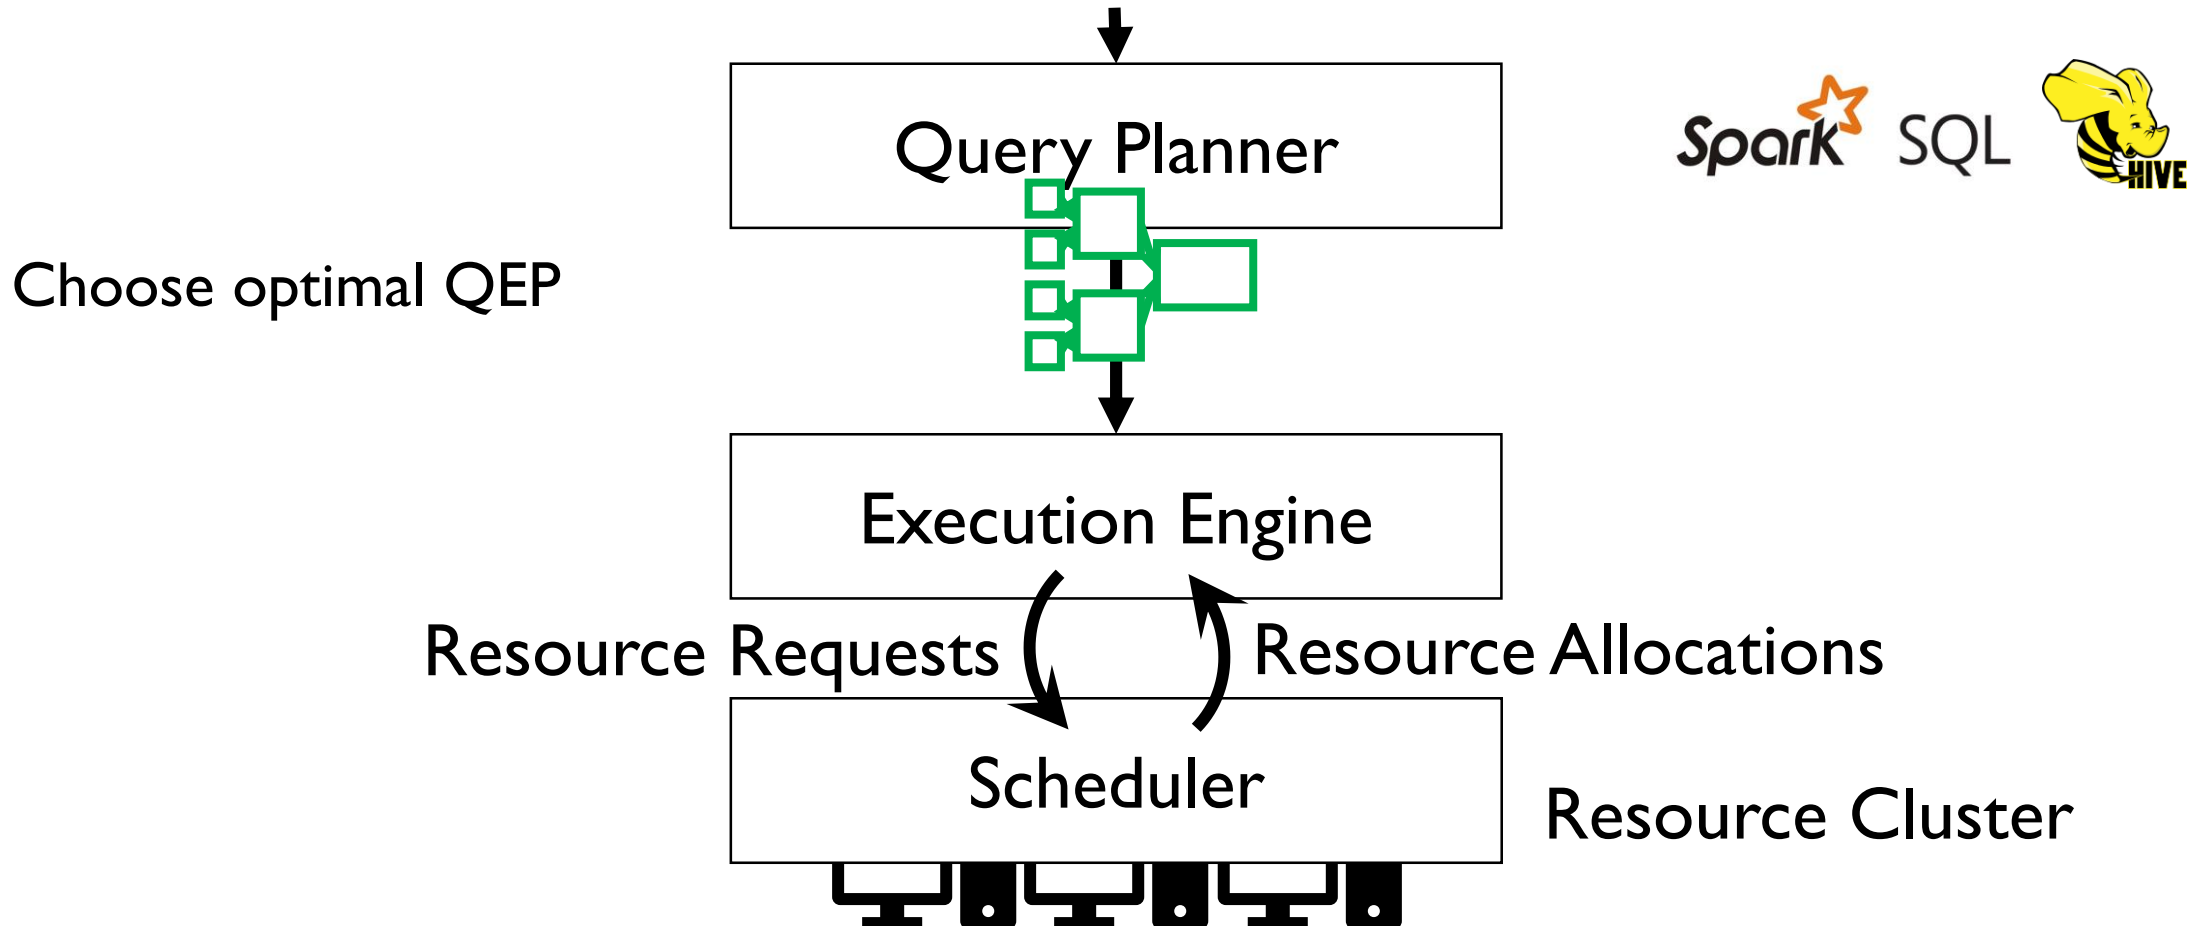 Query Planner
Spark SQL
HIVE
Choose optimal QEP
Execution Engine
Resource Requests
Resource Allocations
Scheduler
Resource Cluster